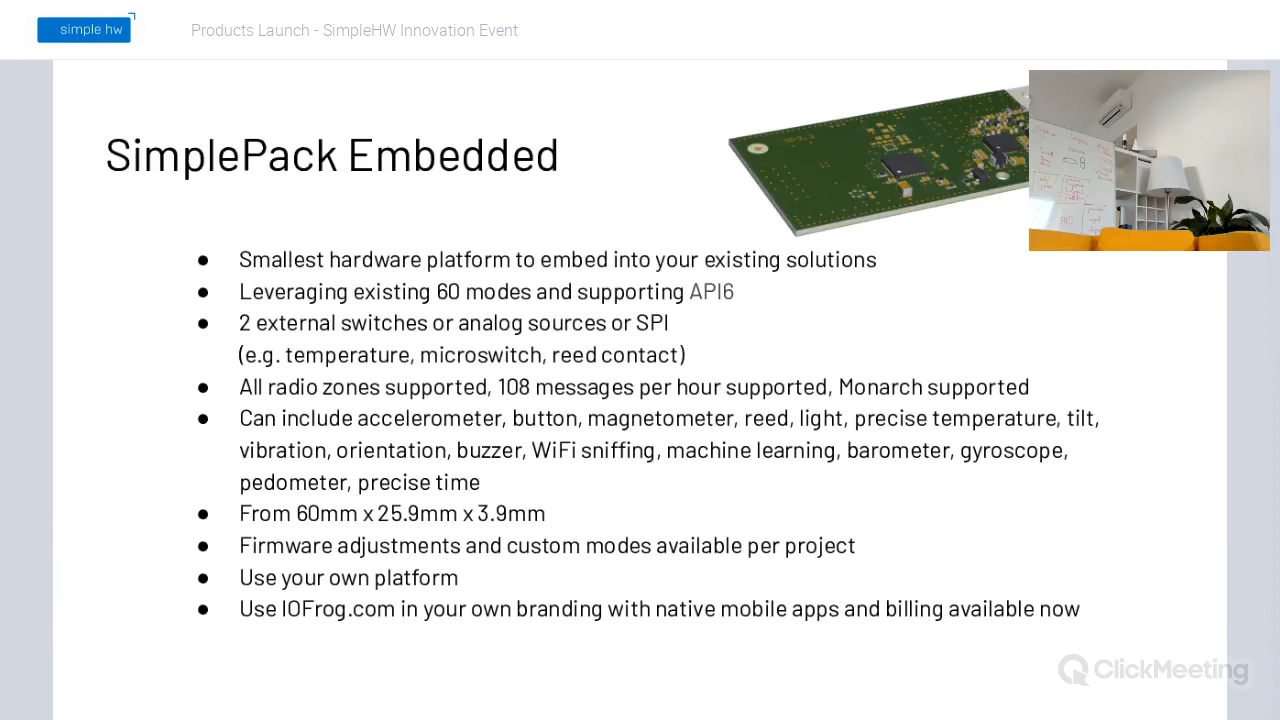 simple hw
Products Launch - SimpleHW Innovation Event
SimplePack Embedded
● Smallest hardware platform to embed into your existing solutions
● Leveraging existing 60 modes and supporting API6
● 2 external switches or analog sources or SPI
(e.g. temperature, microswitch, reed contact)
● All radio zones supported, 108 messages per hour supported, Monarch supported
● Can include accelerometer, button, magnetometer, reed, light, precise temperature, tilt,
vibration, orientation, buzzer, WiFi sniffing, machine learning, barometer, gyroscope,
pedometer, precise time
● From 60mm x 25.9mm x 3.9mm
● Firmware adjustments and custom modes available per project
● Use your own platform
● Use IOFrog.com in your own branding with native mobile apps and billing available now
ClickMeeting